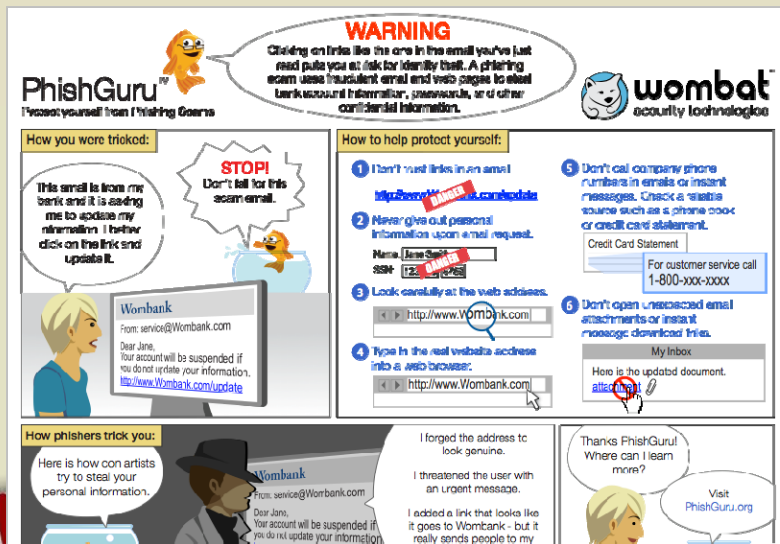 WARNING
Clicking on links like the one in the email you've just
read puts you at risk for identity theft. A phishing
scam uses fraudulent email and web pages to steal
bank account information, passwords, and other
confidential information.
PhishGuru™
Protect yourself from Phishing Scams
wombat™
security technologies
How you were tricked:
This email is from my
bank and it is asking
me to update my
information. I better
click on the link and
update it.
STOP!
Don't fall for this
scam email.
Wombank
From: service@Wombank.com
Dear Jane,
Your account will be suspended if
you do not update your information.
http://www.Wombank.com/update
How to help protect yourself:
1 Don't trust links in an email
http://www.Wombank.com/update
DANGER
2 Never give out personal
information upon email request.
Name: Jane Smith
SSN:
DANGER
3 Look carefully at the web address.
http://www.Wombank.com
4 Type in the real website address
into a web browser.
http://www.Wombank.com
5 Don't call company phone
numbers in emails or instant
messages. Check a reliable
source such as a phone book
or credit card statement.
Credit Card Statement
For customer service call
1-800-xxx-xxxx
6 Don't open unexpected email
attachments or instant
message download links.
My Inbox
Here is the updated document.
attachment
How phishers trick you:
Here is how con artists
try to steal your
personal information.
Wombank
From: service@Wombank.com
Dear Jane,
Your account will be suspended if
you do not update your information
I forged the address to
look genuine.
I threatened the user with
an urgent message.
I added a link that looks like
it goes to Wombank - but it
really sends people to my
Thanks PhishGuru!
Where can I learn
more?
Visit
PhishGuru.org